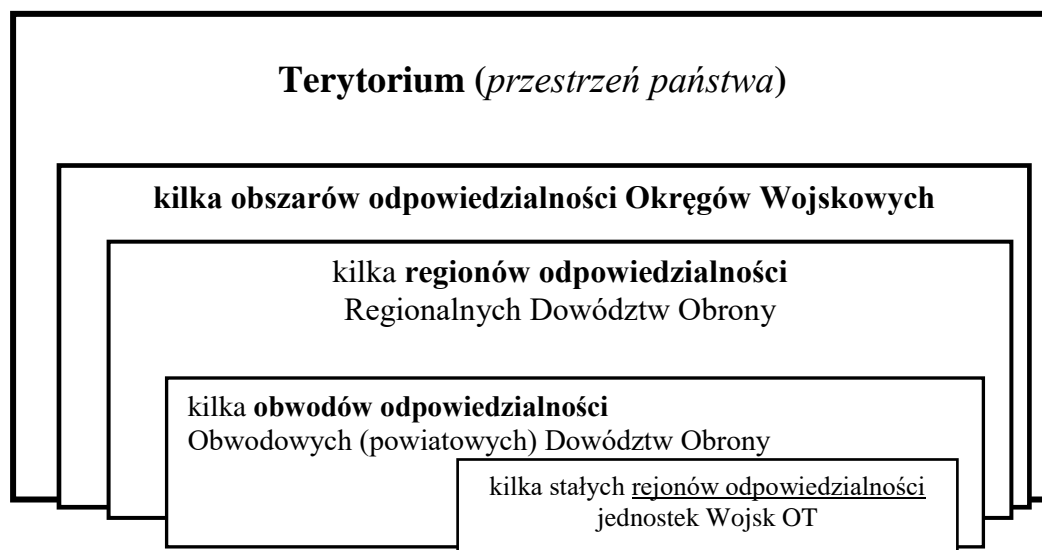 Terytorium (przestrzeń państwa)
kilka obszarów odpowiedzialności Okręgów Wojskowych
kilka regionów odpowiedzialności
Regionalnych Dowództw Obrony
kilka obwodów odpowiedzialności
Obwodowych (powiatowych) Dowództw Obrony
kilka stałych rejonów odpowiedzialności
jednostek Wojsk OT